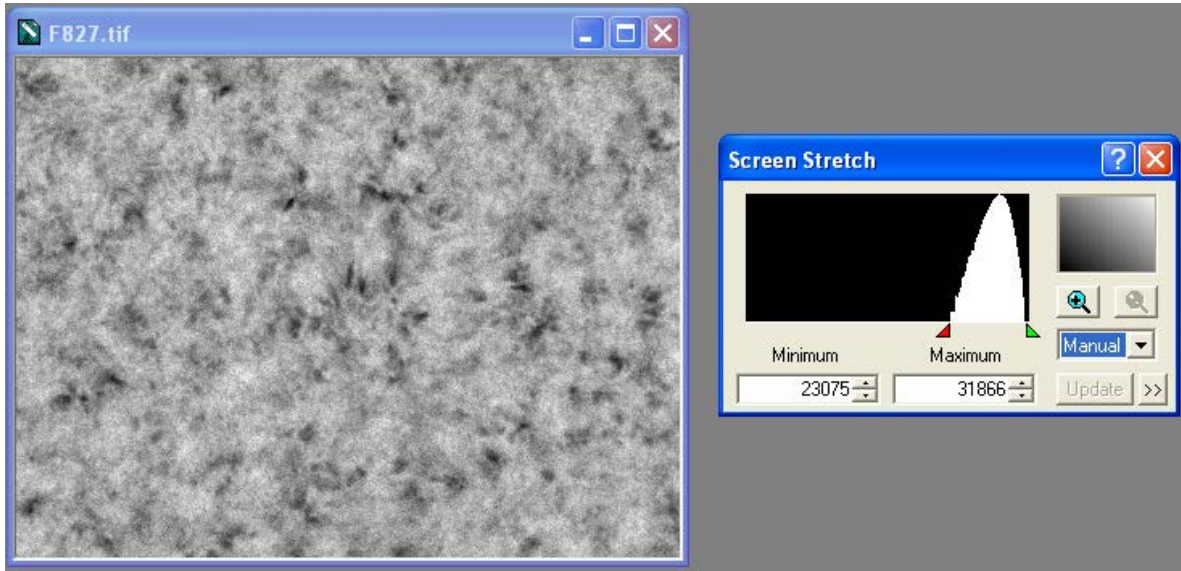 F827.tif
Screen Stretch
Minimum
Maximum
Manual
23075
31866
Update
>>